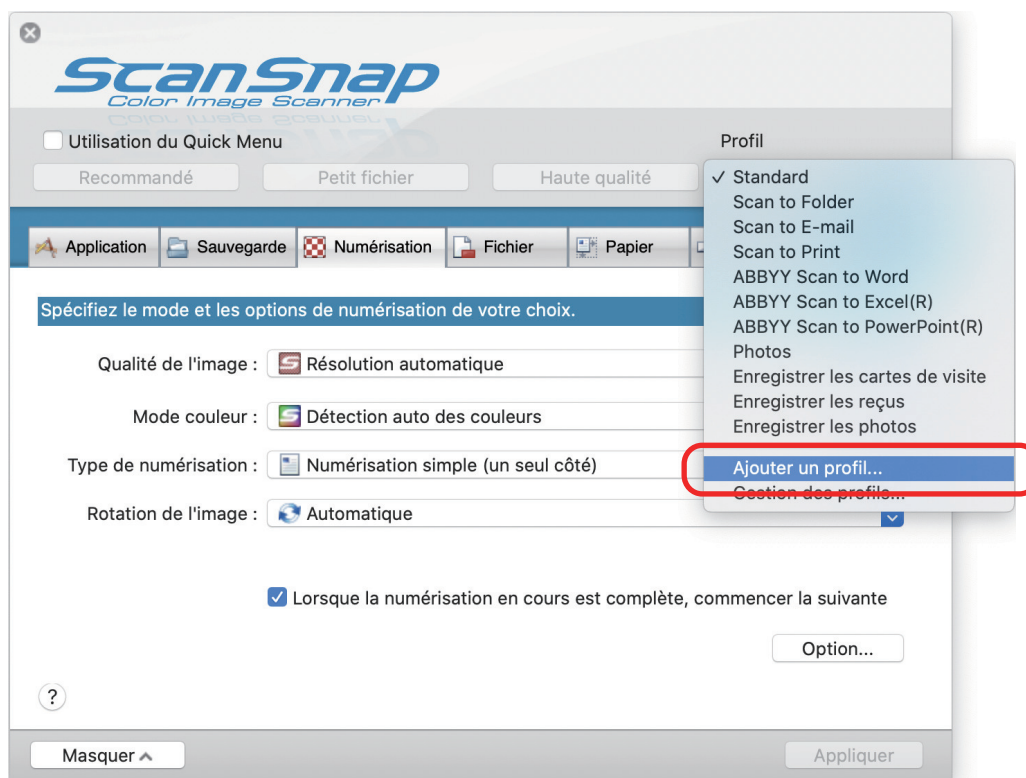 ScanSnap
Color Image Scanner
Utilisation du Quick Menu
Profil
Recommandé
Petit fichier
Haute qualité
✓ Standard
Scan to Folder
Scan to E-mail
Scan to Print
ABBYY Scan to Word
ABBYY Scan to Excel(R)
ABBYY Scan to PowerPoint(R)
Photos
Enregistrer les cartes de visite
Enregistrer les reçus
Enregistrer les photos
Ajouter un profil...
Gestion des profils...
Application
Sauvegarde
Numérisation
Fichier
Papier
Spécifiez le mode et les options de numérisation de votre choix.
Qualité de l'image : Résolution automatique
Mode couleur : Détection auto des couleurs
Type de numérisation : Numérisation simple (un seul côté)
Rotation de l'image : Automatique
Lorsque la numérisation en cours est complète, commencer la suivante
Option...
?
Masquer
Appliquer